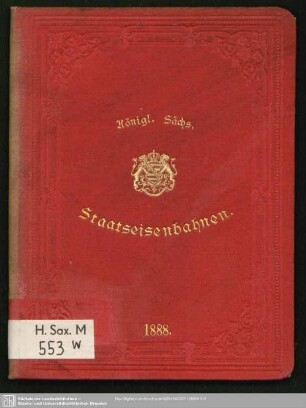 Königl. Sächs.
Staatseisenbahnen.
1888.
H. Sax. M
553 W